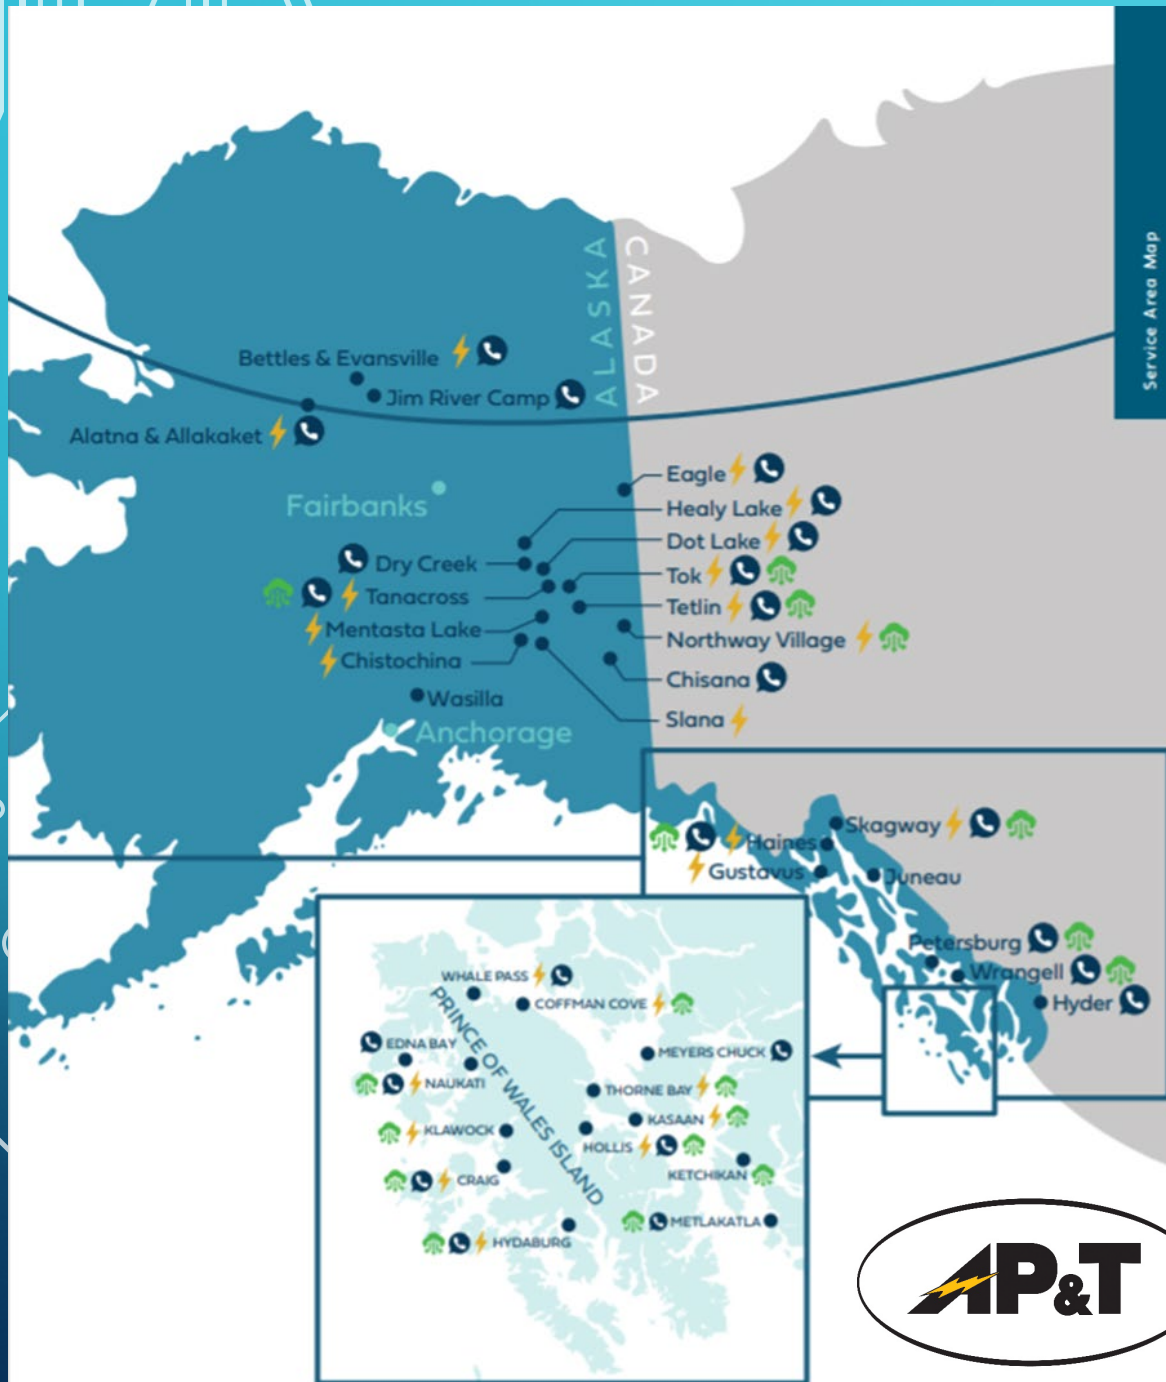 Service Area Map
ALASKA
CANADA
Bettles & Evansville
Jim River Camp
Alatna & Allakaket
Fairbanks
Eagle
Healy Lake
Dot Lake
Dry Creek
Tok
Tanacross
Tetlin
Mentasta Lake
Northway Village
Chistochina
Chisana
Wasilla
Slana
Anchorage
Skagway
Haines
Gustavus
Juneau
Petersburg
Wrangell
Hyder
WHALE PASS
COFFMAN COVE
PRINCE OF WALES ISLAND
EDNA BAY
MEYERS CHUCK
NAUKATI
THORNE BAY
KASAAN
KLAWOCK
HOLLIS
KETCHIKAN
CRAIG
METLAKATLA
HYDABURG
AP&T